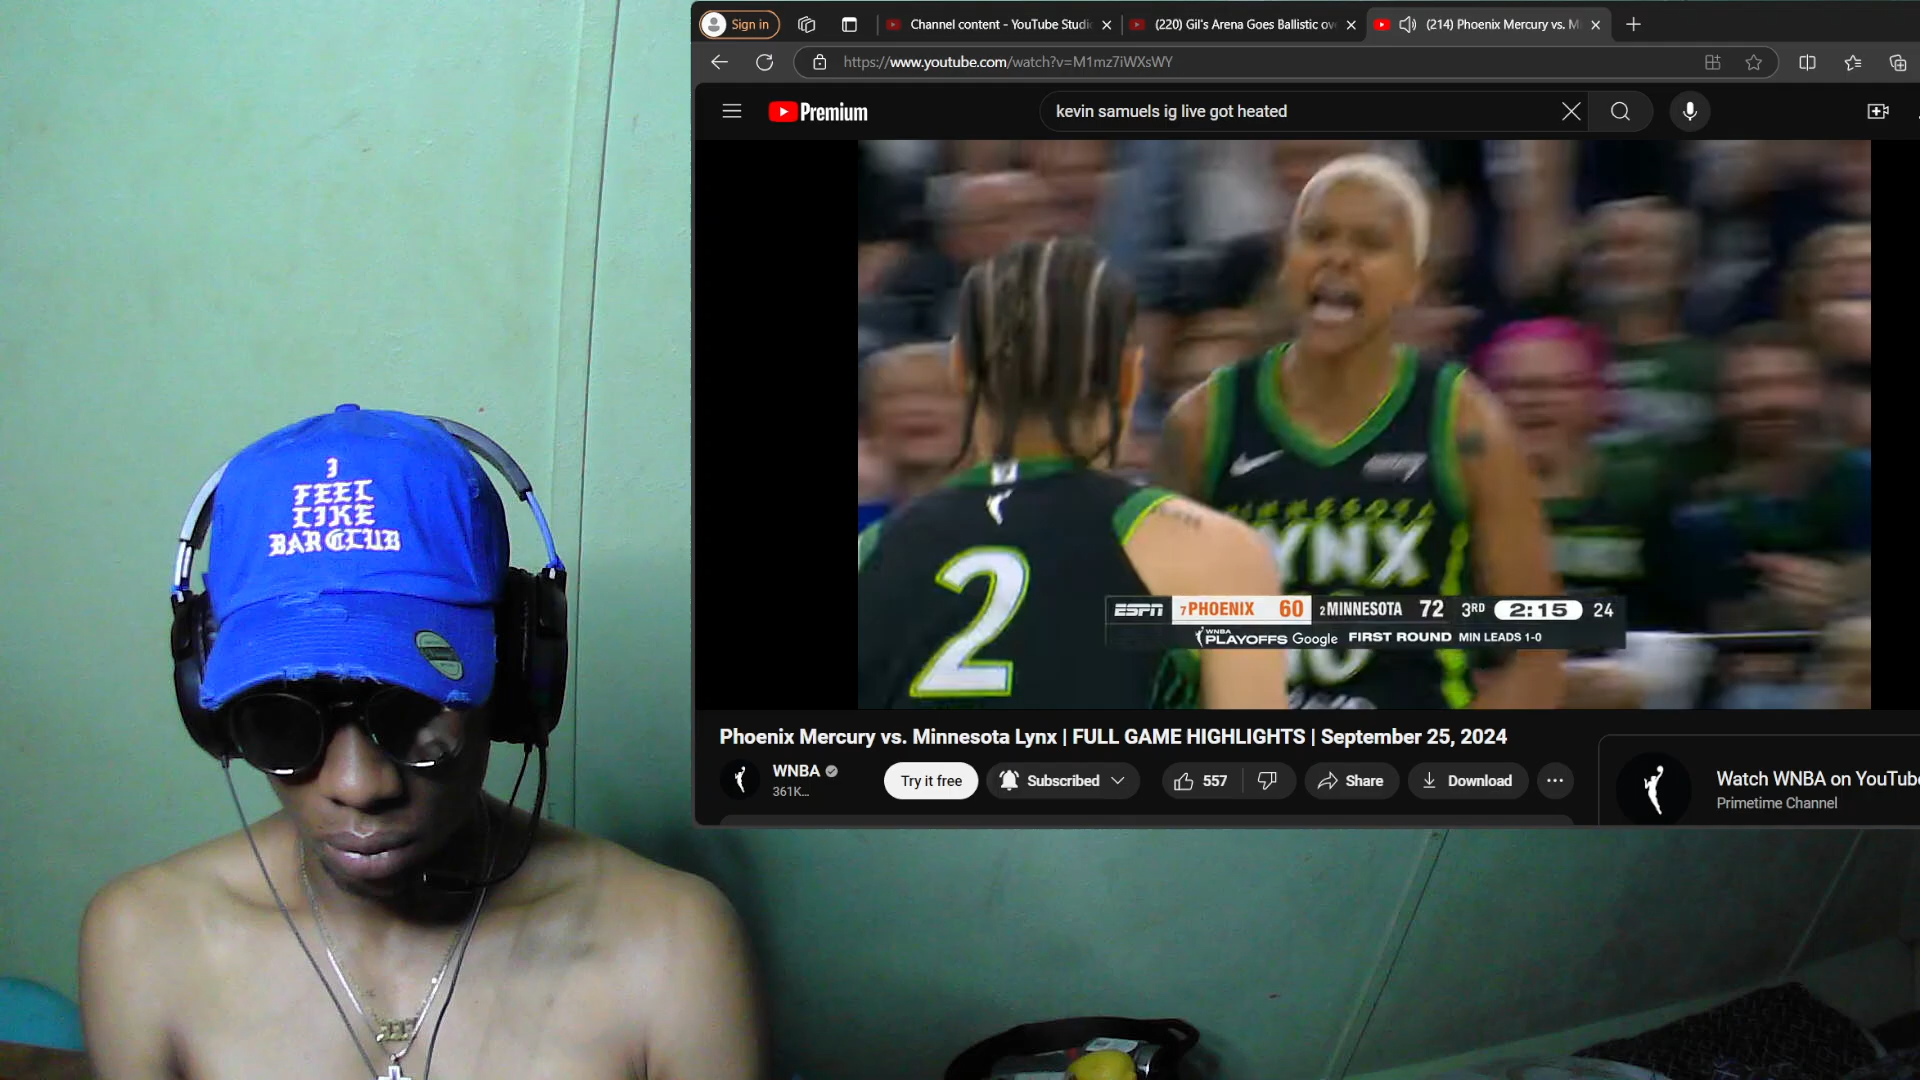 Sign in
Channel content - YouTube Studi
(220) Gil's Arena Goes Ballistic ov
(214) Phoenix Mercury vs. M
https://www.youtube.com/watch?v=M1mz7iWXsWY
Premium
kevin samuels ig live got heated
I
FEEL
LIKE
BAR CLUB
MINNESOTA
LYNX
2
ESPN 7 PHOENIX 60 2 MINNESOTA 72 3RD 2:15 24
WNBA PLAYOFFS Google FIRST ROUND MIN LEADS 1-0
Phoenix Mercury vs. Minnesota Lynx | FULL GAME HIGHLIGHTS | September 25, 2024
WNBA
361K...
Try it free
Subscribed
557
Share
Download
Watch WNBA on YouTube
Primetime Channel